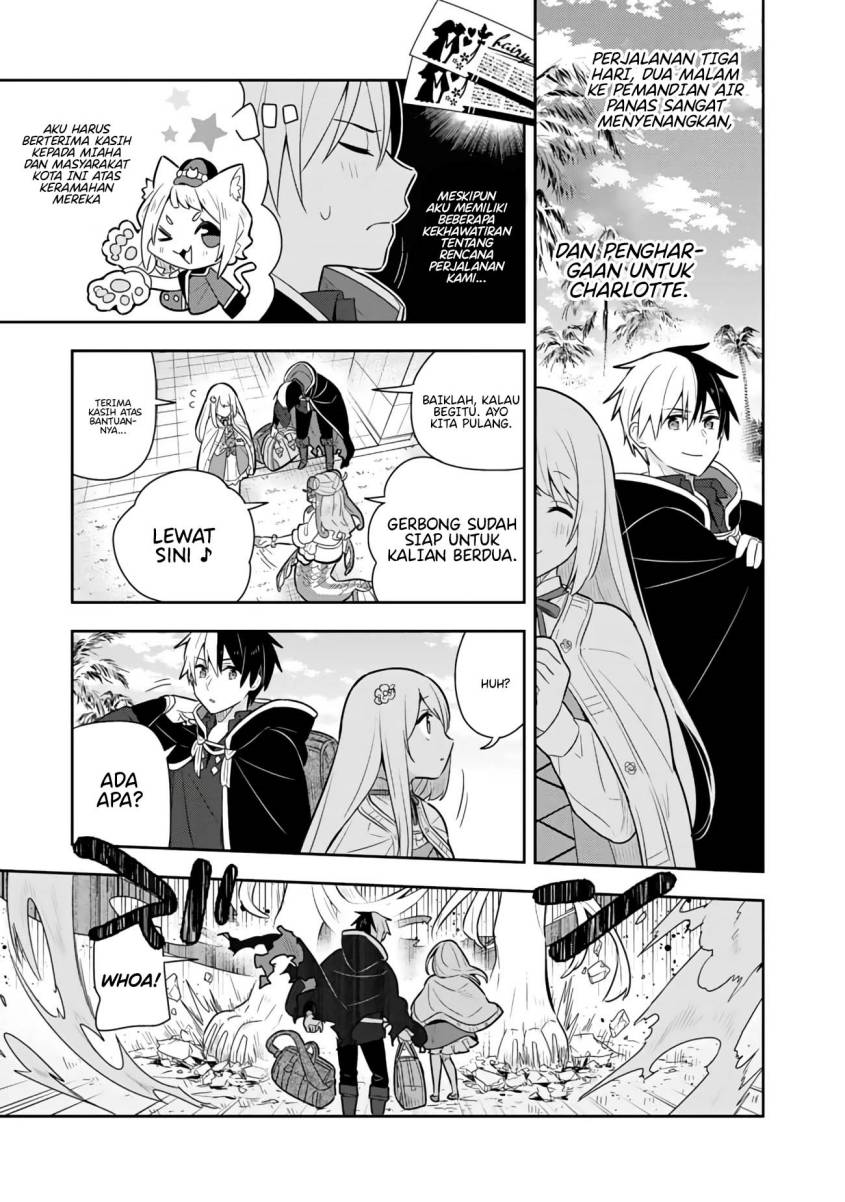 PERJALANAN TIGA
HARI, DUA MALAM
KE PEMANDIAN AIR
PANAS SANGAT
MENYENANGKAN,
DAN PENGHAR-
GAAN UNTUK
CHARLOTTE.
hairy
MESKIPUN
AKU MEMILIKI
BEBERAPA
KEKHAWATIRAN
TENTANG
RENCANA
PERJALANAN
KAMI...
AKU HARUS
BERTERIMA KASIH
KEPADA MIAHA
DAN MASYARAKAT
KOTA INI ATAS
KERAMAHAN
MEREKA
BAIKLAH, KALAU
BEGITU. AYO
KITA PULANG.
TERIMA
KASIH ATAS
BANTUAN-
NYA...
GERBONG SUDAH
SIAP UNTUK
KALIAN BERDUA.
LEWAT
SINI ♪
HUH?
ADA
APA?
WHOA!